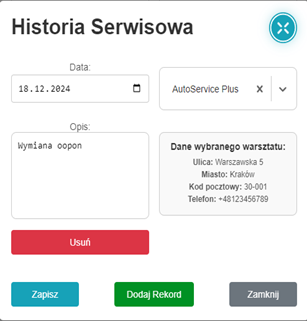 Historia Serwisowa
Data:
18.12.2024
AutoService Plus
Opis:
Wymiana oopon
Dane wybranego warsztatu:
Ulica: Warszawska 5
Miasto: Kraków
Kod pocztowy: 30-001
Telefon: +48123456789
Usuń
Zapisz
Dodaj Rekord
Zamknij